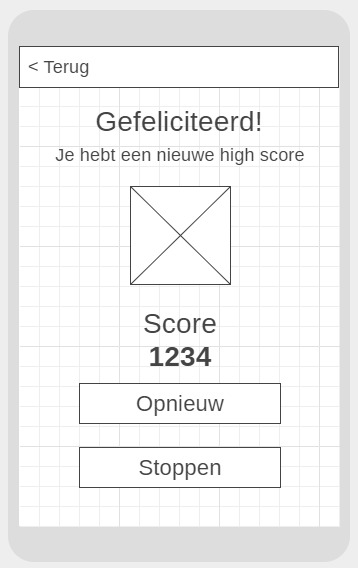 < Terug
Gefeliciteerd!
Je hebt een nieuwe high score
Score
1234
Opnieuw
Stoppen